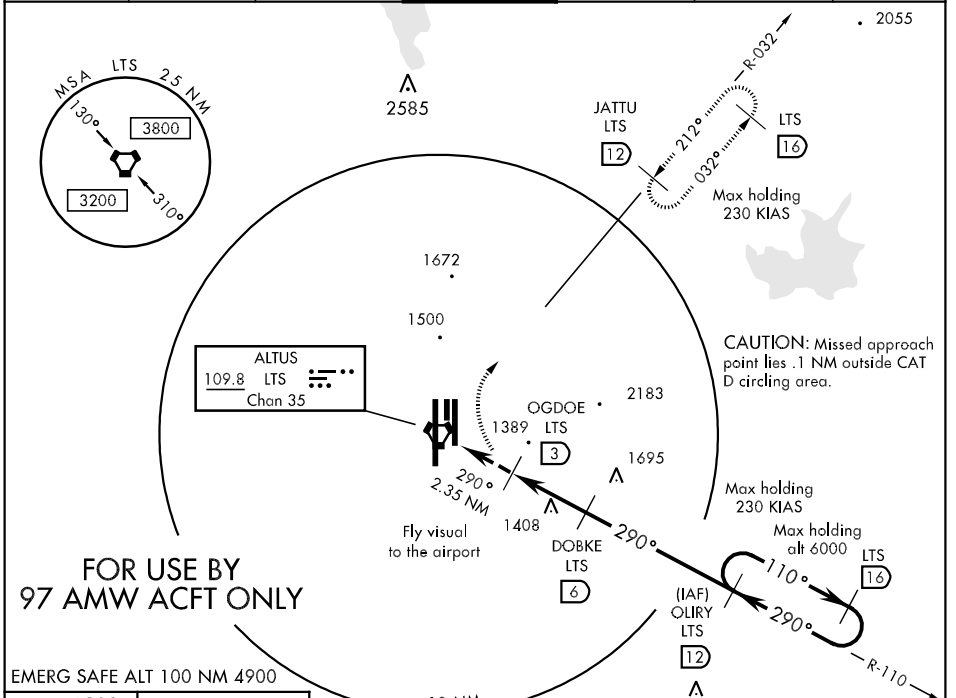 2055
R-032
MSA LTS 25 NM
130°
3800
3200
310°
2585
JATTU
LTS
12
212°
032°
LTS
16
Max holding
230 KIAS
1672
1500
ALTUS
109.8 LTS
Chan 35
CAUTION: Missed approach
point lies .1 NM outside CAT
D circling area.
OGDOE
LTS
3
2183
1389
1695
290°
2.35 NM
1408
Fly visual
to the airport
DOBKE
LTS
6
290°
Max holding
230 KIAS
Max holding
alt 6000
LTS
16
110°
290°
(IAF)
OLIRY
LTS
12
R-110
FOR USE BY
97 AMW ACFT ONLY
EMERG SAFE ALT 100 NM 4900